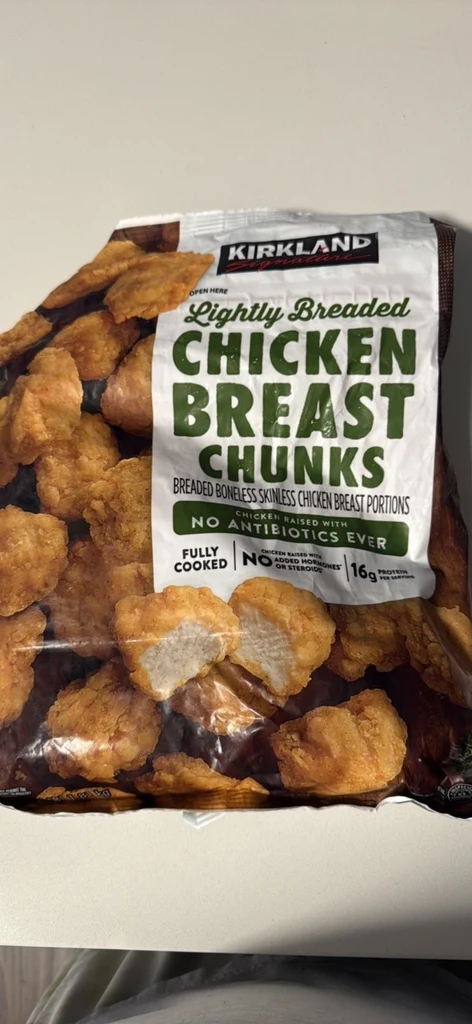 KIRKLAND
Signature
OPEN HERE
Lightly Breaded
CHICKEN
BREAST
CHUNKS
BREADED BONELESS SKINLESS CHICKEN BREAST PORTIONS
CHICKEN RAISED WITH
NO ANTIBIOTICS EVER
FULLY COOKED
NO CHICKEN RAISED WITH ADDED HORMONES OR STEROIDS
16g PROTEIN PER SERVING